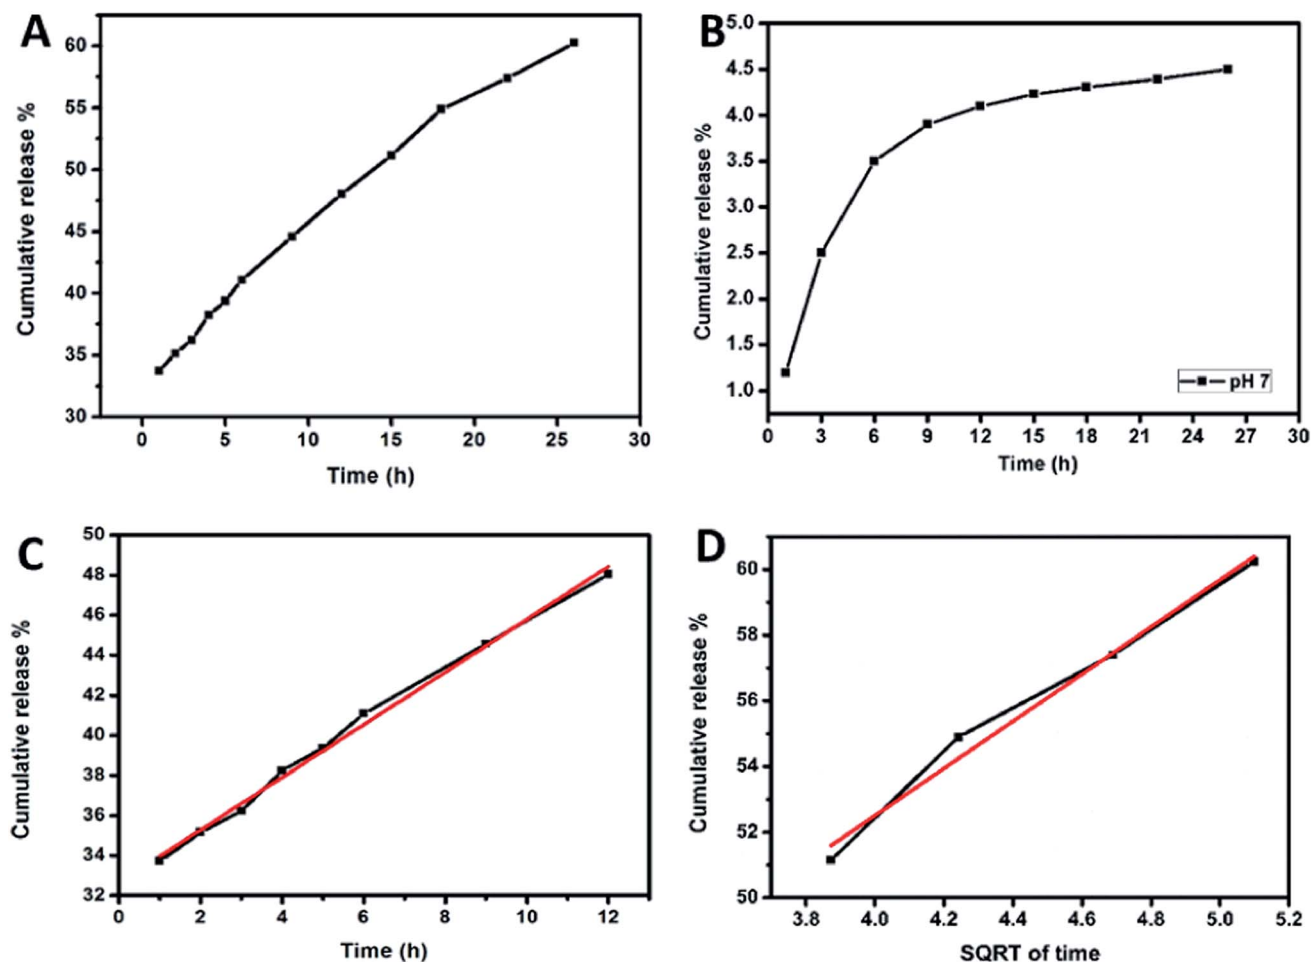 A
Cumulative release %
60
55
50
45
40
35
30
0 5 10 15 20 25 30
Time (h)
B
Cumulative release %
5.0
4.5
4.0
3.5
3.0
2.5
2.0
1.5
1.0
pH 7
0 3 6 9 12 15 18 21 24 27 30
Time (h)
C
Cumulative release %
50
48
46
44
42
40
38
36
34
32
0 2 4 6 8 10 12
Time (h)
D
Cumulative release %
60
58
56
54
52
50
3.8 4.0 4.2 4.4 4.6 4.8 5.0 5.2
SQRT of time